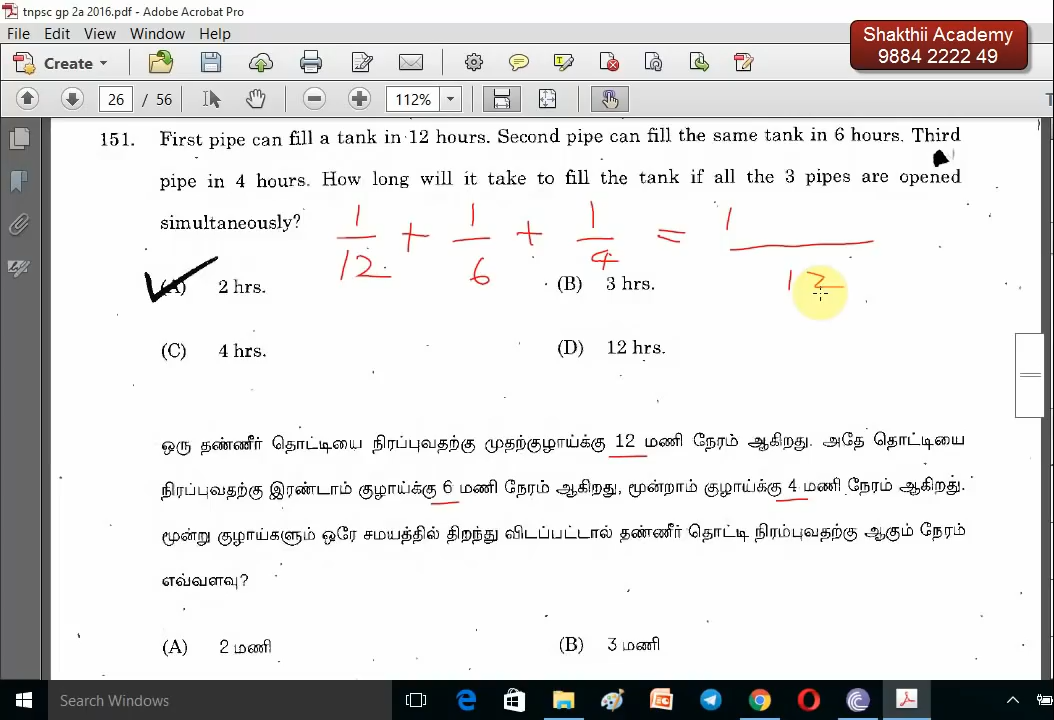 tnpsc gp 2a 2016.pdf - Adobe Acrobat Pro
File Edit View Window Help
Shakthii Academy
9884 2222 49
Create
26 / 56
112%
151. First pipe can fill a tank in 12 hours. Second pipe can fill the same tank in 6 hours. Third
pipe in 4 hours. How long will it take to fill the tank if all the 3 pipes are opened
simultaneously?
1/12 + 1/6 + 1/4 = 1/12
(A) 2 hrs. (B) 3 hrs.
(C) 4 hrs. (D) 12 hrs.
ஒரு தண்ணீர் தொட்டியை நிரப்புவதற்கு முதற்குழாய்க்கு 12 மணி நேரம் ஆகிறது. அதே தொட்டியை
நிரப்புவதற்கு இரண்டாம் குழாய்க்கு 6 மணி நேரம் ஆகிறது, மூன்றாம் குழாய்க்கு 4 மணி நேரம் ஆகிறது.
மூன்று குழாய்களும் ஒரே சமயத்தில் திறந்து விடப்பட்டால் தண்ணீர் தொட்டி நிரம்புவதற்கு ஆகும் நேரம்
எவ்வளவு?
(A) 2 மணி (B) 3 மணி
Search Windows